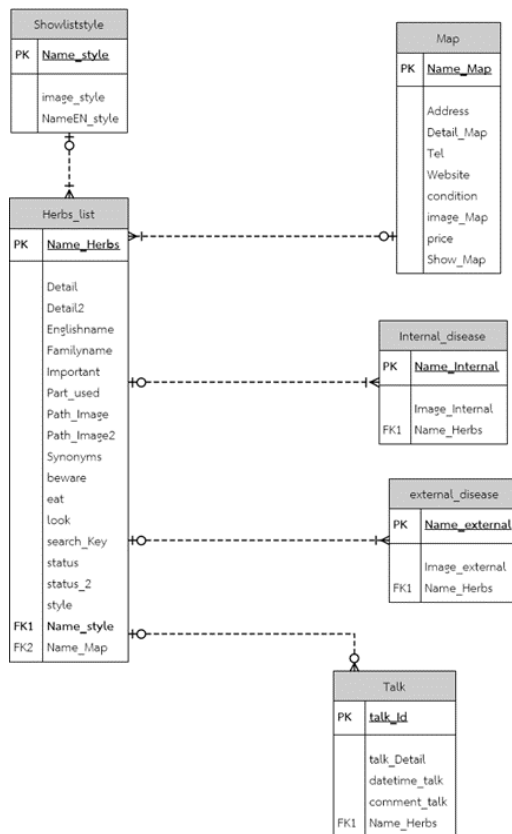 Showliststyle
PK Name_style
image_style
NameEN_style
Map
PK Name_Map
Address
Detail_Map
Tel
Website
condition
image_Map
price
Show_Map
Herbs_list
PK Name_Herbs
Detail
Detail2
Englishname
Familyname
Important
Part_used
Path_Image
Path_Image2
Synonyms
beware
eat
look
search_Key
status
status_2
style
FK1 Name_style
FK2 Name_Map
Internal_disease
PK Name_Internal
Image_Internal
FK1 Name_Herbs
external_disease
PK Name_external
Image_external
FK1 Name_Herbs
Talk
PK talk_Id
talk_Detail
datetime_talk
comment_talk
FK1 Name_Herbs